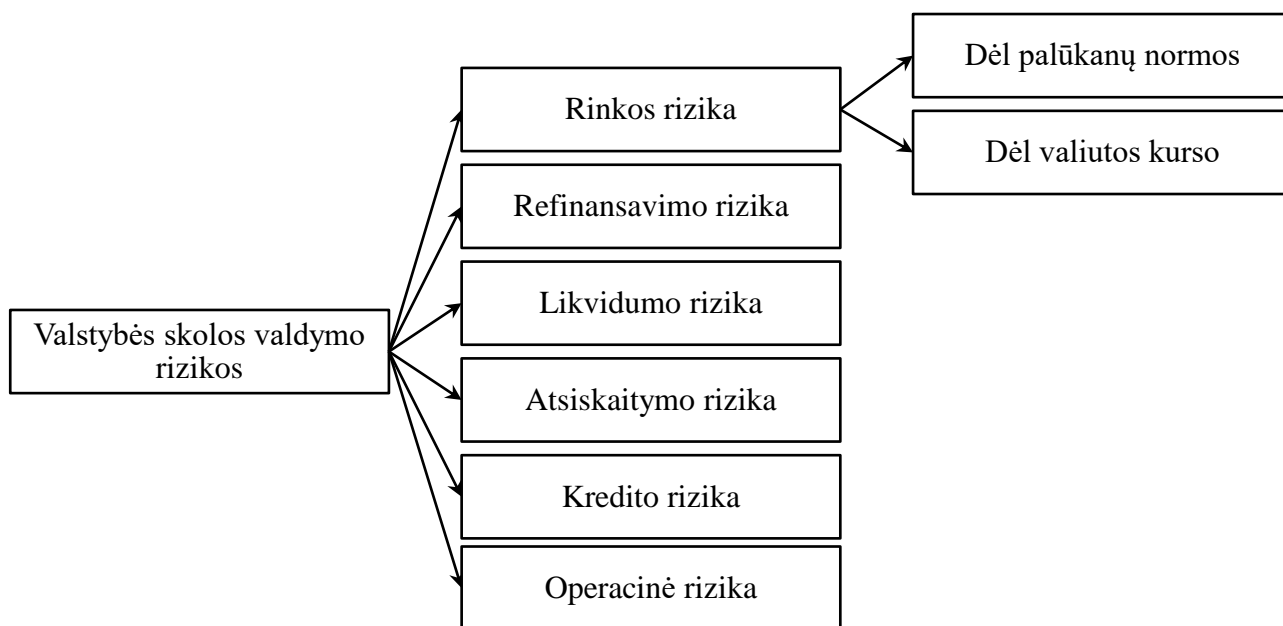 Valstybės skolos valdymo
rizikos
Rinkos rizika
Dėl palūkanų normos
Dėl valiutos kurso
Refinansavimo rizika
Likvidumo rizika
Atsiskaitymo rizika
Kredito rizika
Operacinė rizika